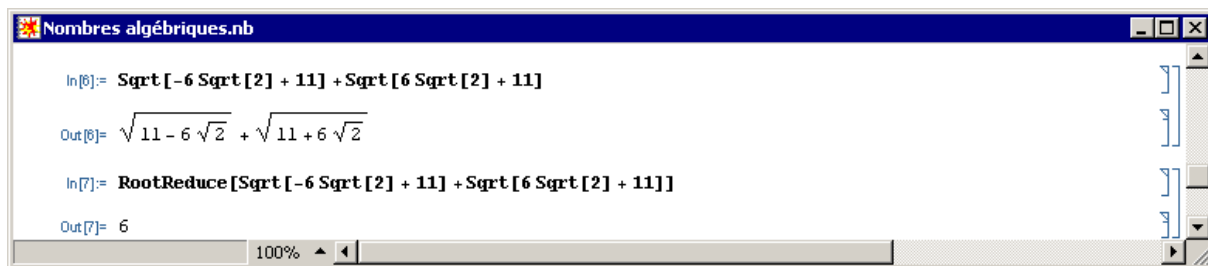 Nombres algébriques.nb
In[6]:= Sqrt[-6 Sqrt[2] + 11] + Sqrt[6 Sqrt[2] + 11]
Out[6]= √(11 - 6 √2) + √(11 + 6 √2)
In[7]:= RootReduce[Sqrt[-6 Sqrt[2] + 11] + Sqrt[6 Sqrt[2] + 11]]
Out[7]= 6
100%